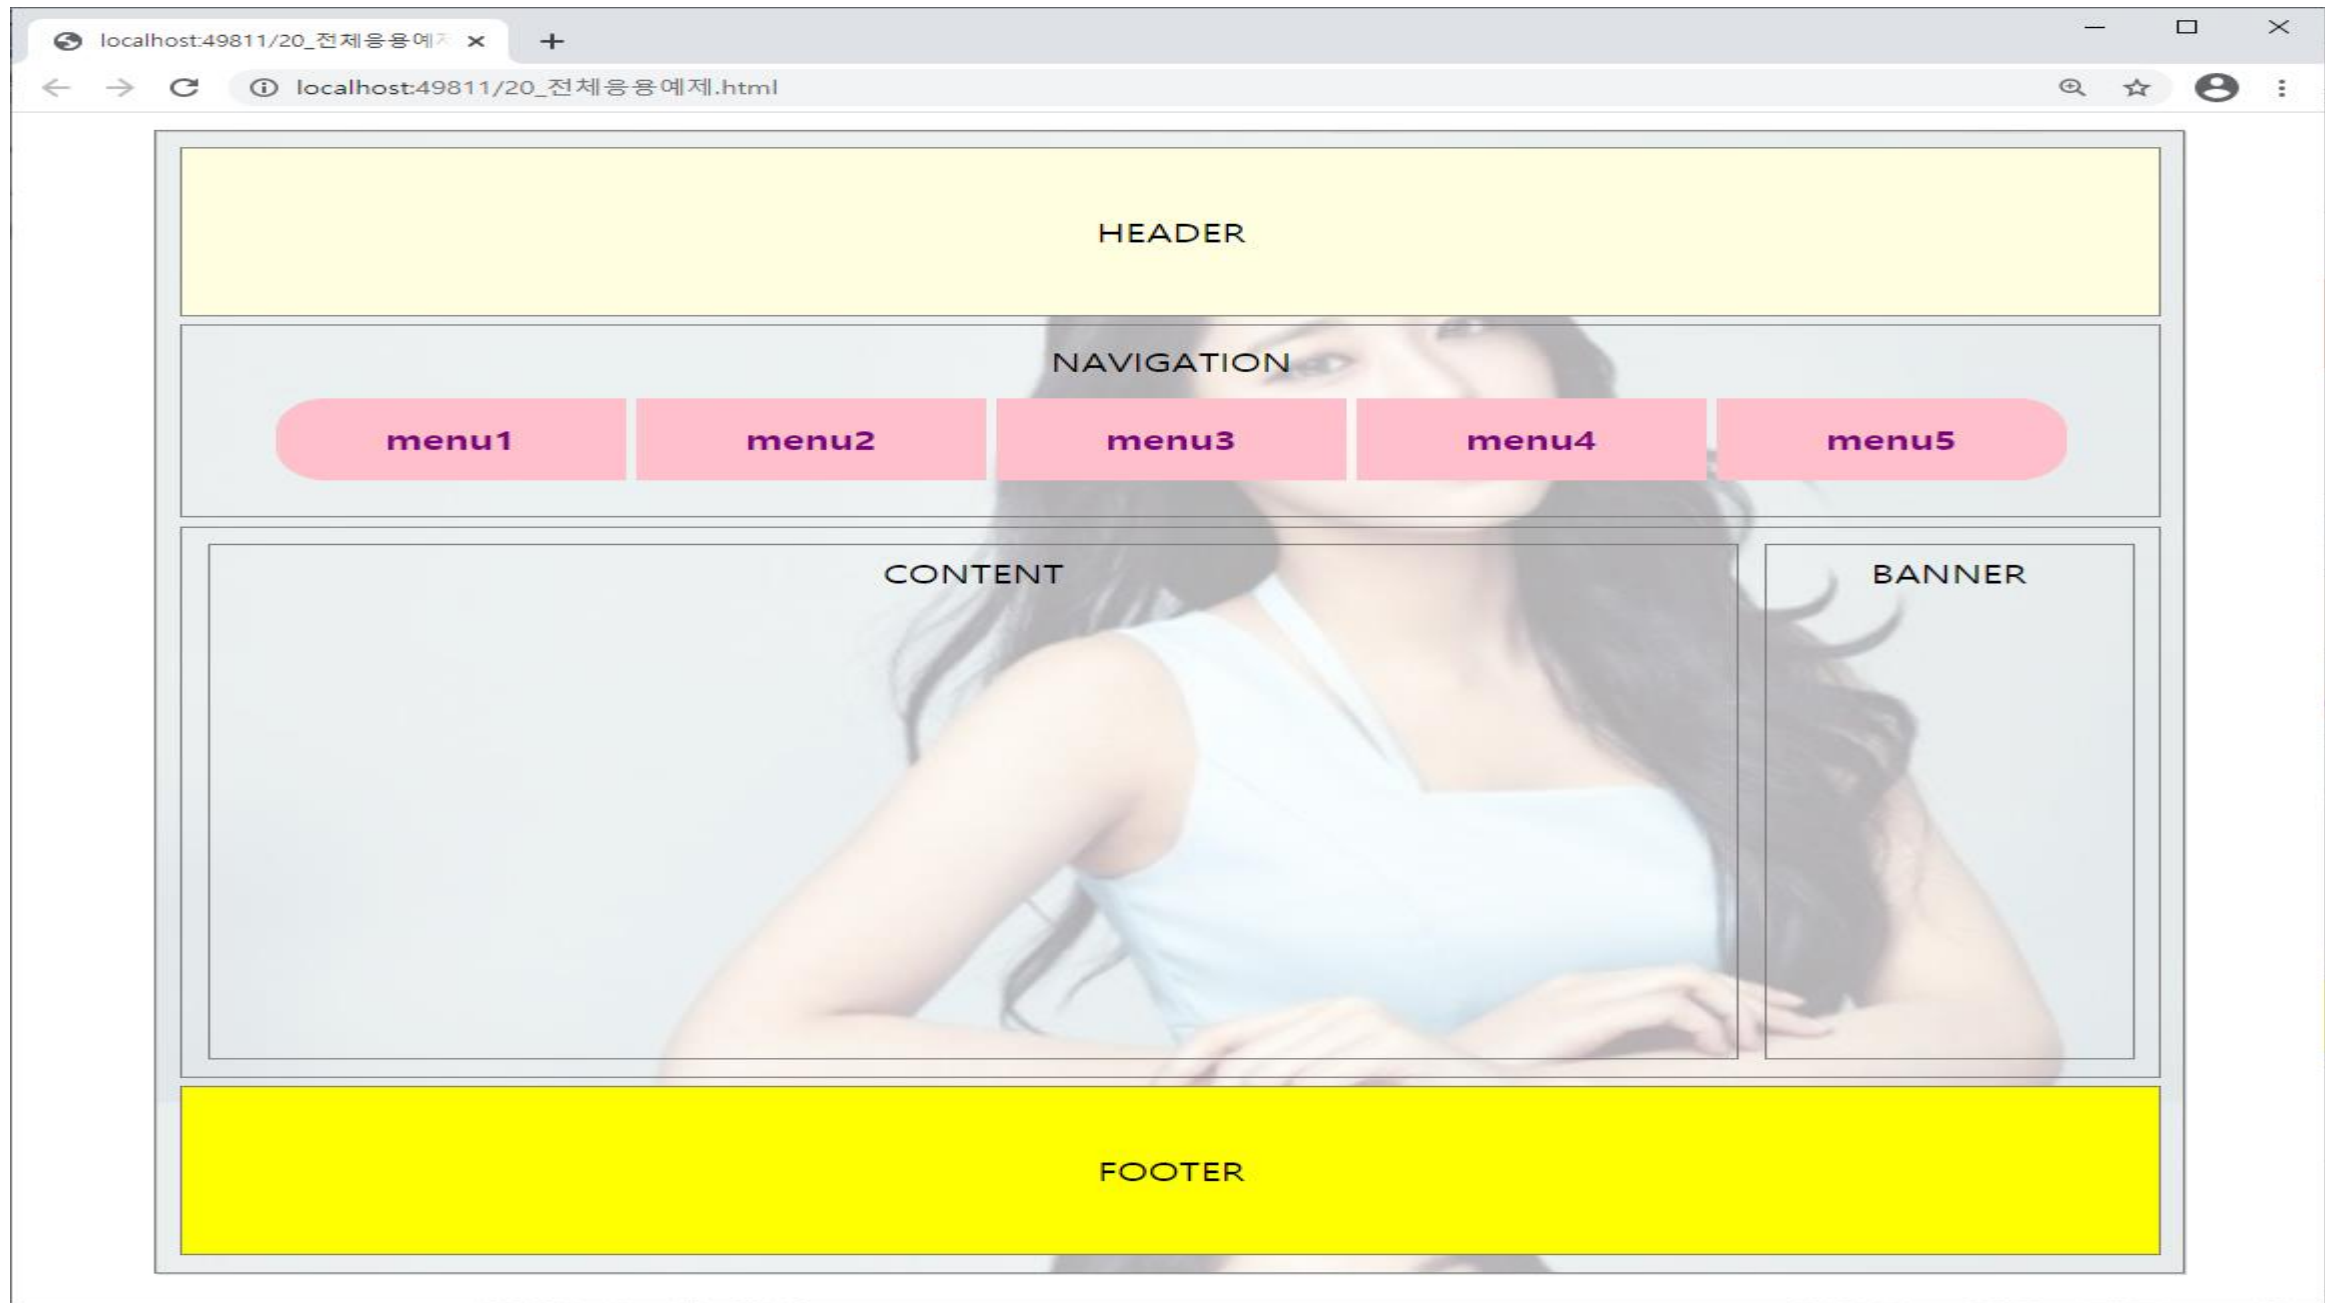 localhost:49811/20_전체응용예제
localhost:49811/20_전체응용예제.html
HEADER
NAVIGATION
menu1 menu2 menu3 menu4 menu5
CONTENT BANNER
FOOTER